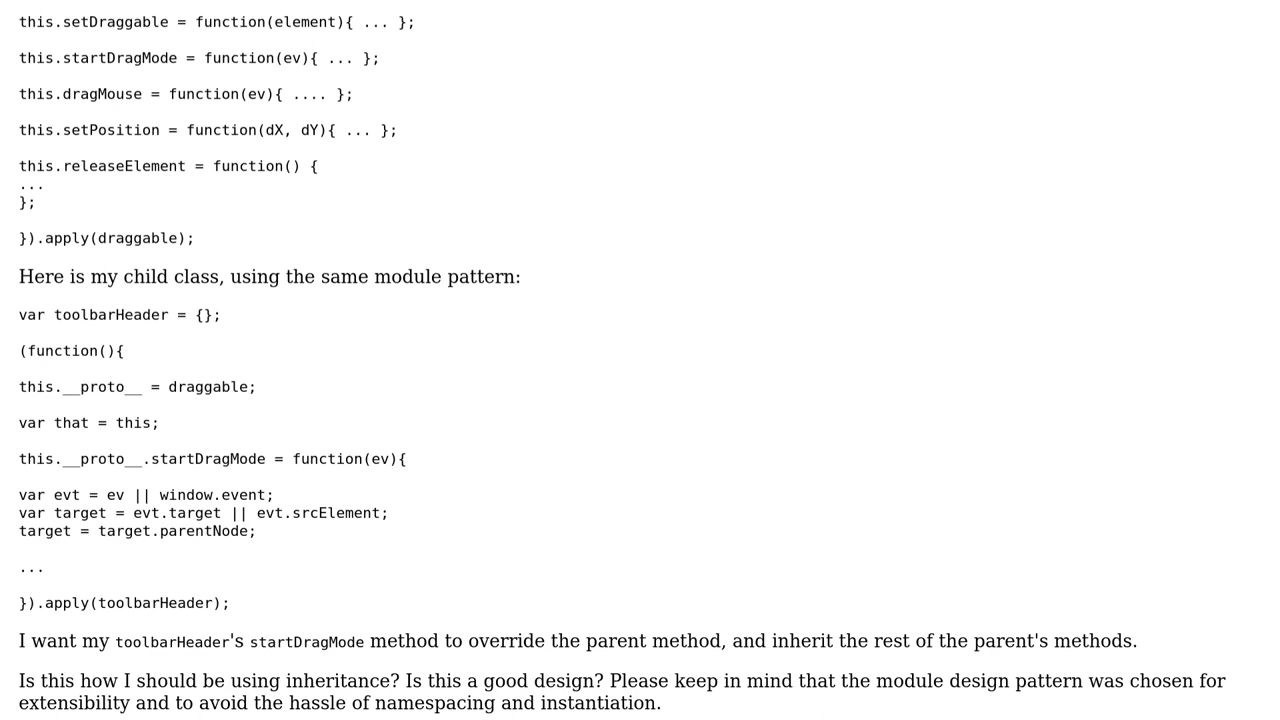 this.setDraggable = function(element){ ... };
this.startDragMode = function(ev){ ... };
this.dragMouse = function(ev){ .... };
this.setPosition = function(dX, dY){ ... };
this.releaseElement = function() {
...
};
}).apply(draggable);
Here is my child class, using the same module pattern:
var toolbarHeader = {};
(function(){
this.__proto__ = draggable;
var that = this;
this.__proto__.startDragMode = function(ev){
var evt = ev || window.event;
var target = evt.target || evt.srcElement;
target = target.parentNode;
...
}).apply(toolbarHeader);
I want my toolbarHeader's startDragMode method to override the parent method, and inherit the rest of the parent's methods.
Is this how I should be using inheritance? Is this a good design? Please keep in mind that the module design pattern was chosen for
extensibility and to avoid the hassle of namespacing and instantiation.